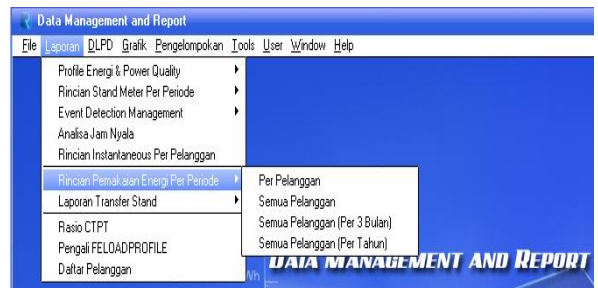 Data Management and Report
File Laporan DLPD Grafik Pengelompokan Tools User Window Help
Profile Energi & Power Quality
Rincian Stand Meter Per Periode
Event Detection Management
Analisa Jam Nyala
Rincian Instantaneous Per Pelanggan
Rincian Pemakaian Energi Per Periode
Per Pelanggan
Laporan Transfer Stand
Semua Pelanggan
Semua Pelanggan (Per 3 Bulan)
Rasio CTPT
Semua Pelanggan (Per Tahun)
Pengali FELOADPROFILE
Daftar Pelanggan
Wh
DATA MANAGEMENT AND REPORT